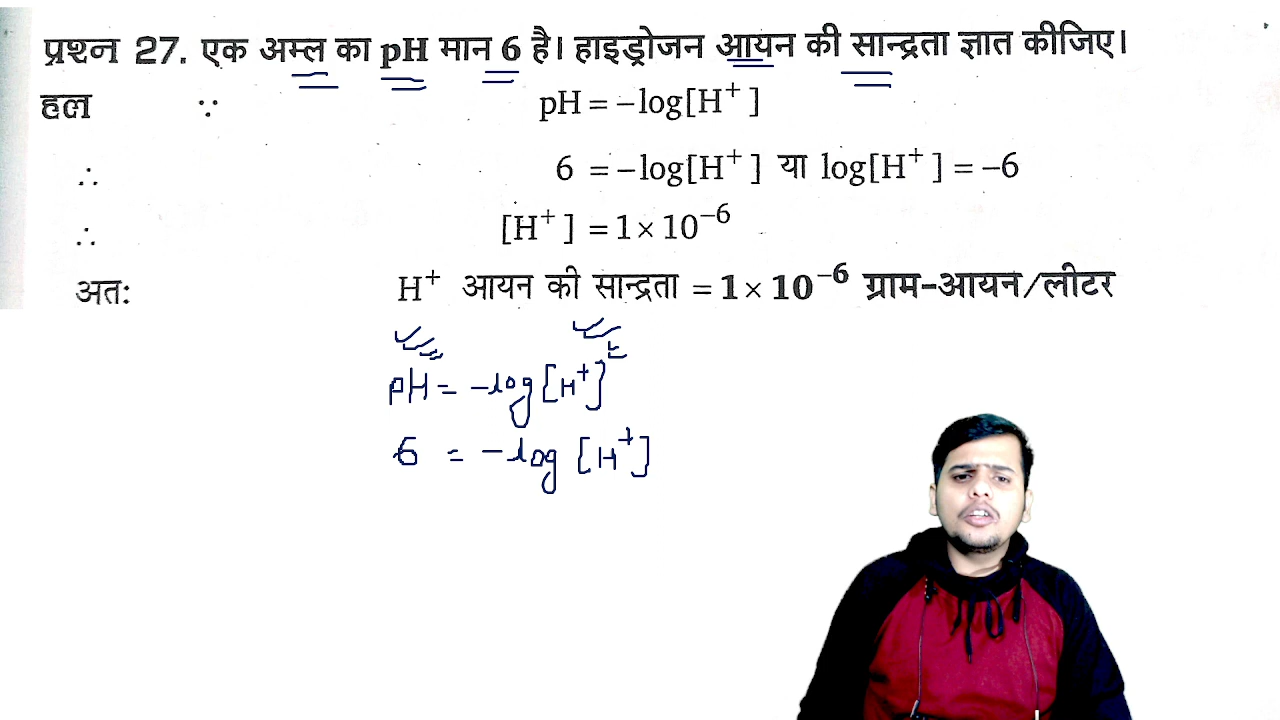 प्रश्न 27. एक अम्ल का pH मान 6 है। हाइड्रोजन आयन की सान्द्रता ज्ञात कीजिए।
हल ∵ pH = –log[H⁺]
∴ 6 = –log[H⁺] या log[H⁺] = –6
∴ [H⁺] = 1 × 10⁻⁶
अतः H⁺ आयन की सान्द्रता = 1 × 10⁻⁶ ग्राम-आयन/लीटर
pH = -log [H⁺]
6 = -log [H⁺]